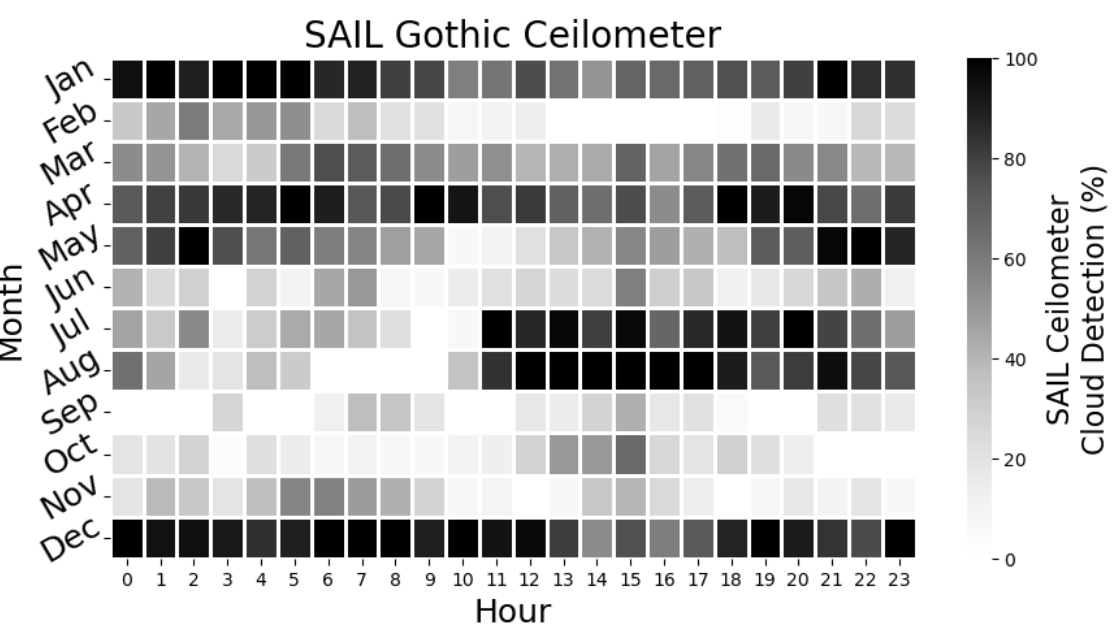 SAIL Gothic Ceilometer
Jan
Feb
Mar
Apr
May
Jun
Jul
Aug
Sep
Oct
Nov
Dec
Month
0 1 2 3 4 5 6 7 8 9 10 11 12 13 14 15 16 17 18 19 20 21 22 23
Hour
100
80
60
40
20
0
SAIL Ceilometer
Cloud Detection (%)